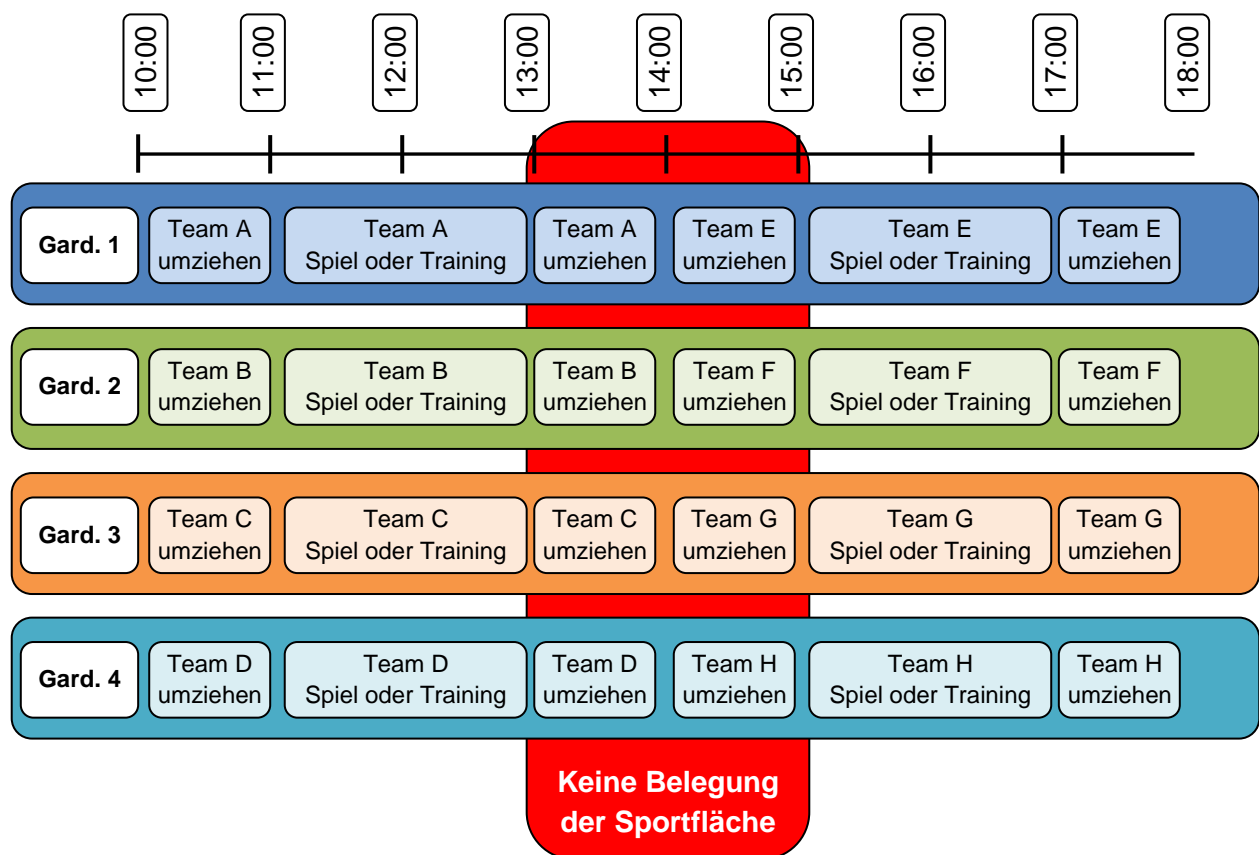 10:00
11:00
12:00
13:00
14:00
15:00
16:00
17:00
18:00
Gard. 1
Team A
umziehen
Team A
Spiel oder Training
Team A
umziehen
Team E
umziehen
Team E
Spiel oder Training
Team E
umziehen
Gard. 2
Team B
umziehen
Team B
Spiel oder Training
Team B
umziehen
Team F
umziehen
Team F
Spiel oder Training
Team F
umziehen
Gard. 3
Team C
umziehen
Team C
Spiel oder Training
Team C
umziehen
Team G
umziehen
Team G
Spiel oder Training
Team G
umziehen
Gard. 4
Team D
umziehen
Team D
Spiel oder Training
Team D
umziehen
Team H
umziehen
Team H
Spiel oder Training
Team H
umziehen
Keine Belegung
der Sportfläche